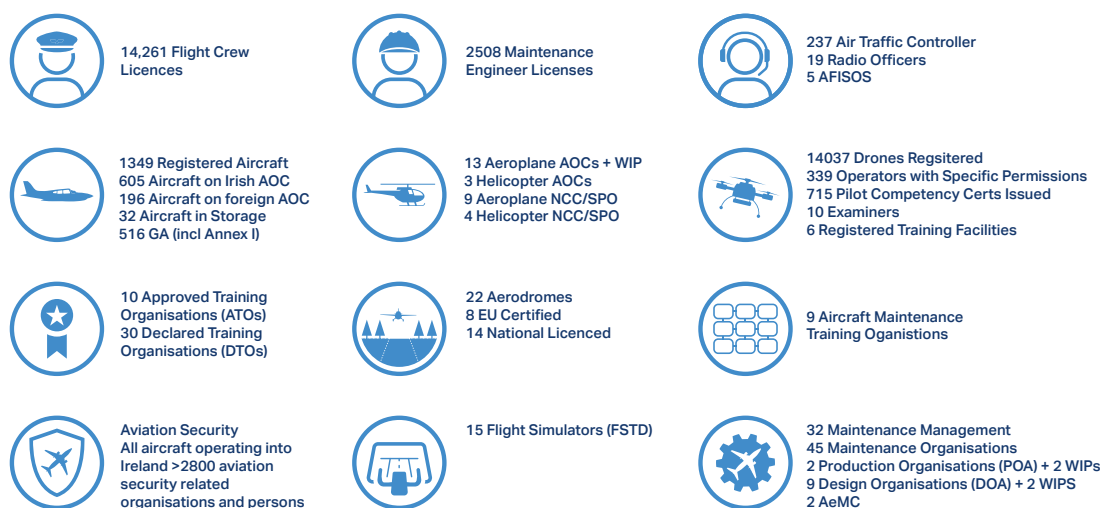 14,261 Flight Crew
Licences
2508 Maintenance
Engineer Licenses
237 Air Traffic Controller
19 Radio Officers
5 AFISOS
1349 Registered Aircraft
605 Aircraft on Irish AOC
196 Aircraft on foreign AOC
32 Aircraft in Storage
516 GA (incl Annex I)
13 Aeroplane AOCs + WIP
3 Helicopter AOCs
9 Aeroplane NCC/SPO
4 Helicopter NCC/SPO
14037 Drones Regsitered
339 Operators with Specific Permissions
715 Pilot Competency Certs Issued
10 Examiners
6 Registered Training Facilities
10 Approved Training
Organisations (ATOs)
30 Declared Training
Organisations (DTOs)
22 Aerodromes
8 EU Certified
14 National Licenced
9 Aircraft Maintenance
Training Oganistions
Aviation Security
All aircraft operating into
Ireland >2800 aviation
security related
organisations and persons
15 Flight Simulators (FSTD)
32 Maintenance Management
45 Maintenance Organisations
2 Production Organisations (POA) + 2 WIPs
9 Design Organisations (DOA) + 2 WIPS
2 AeMC